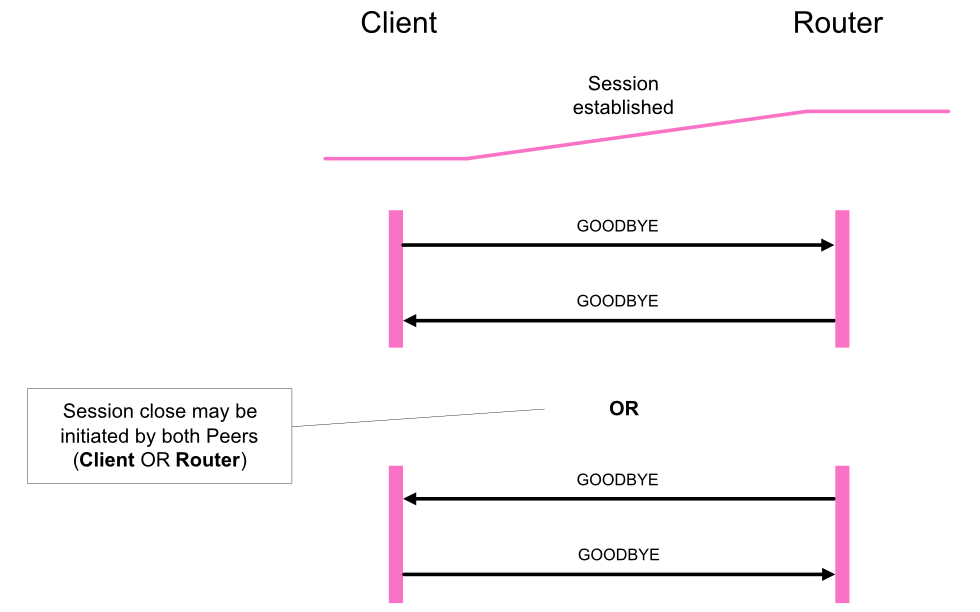 Client
Router
Session
established
GOODBYE
GOODBYE
OR
Session close may be
initiated by both Peers
(Client OR Router)
GOODBYE
GOODBYE